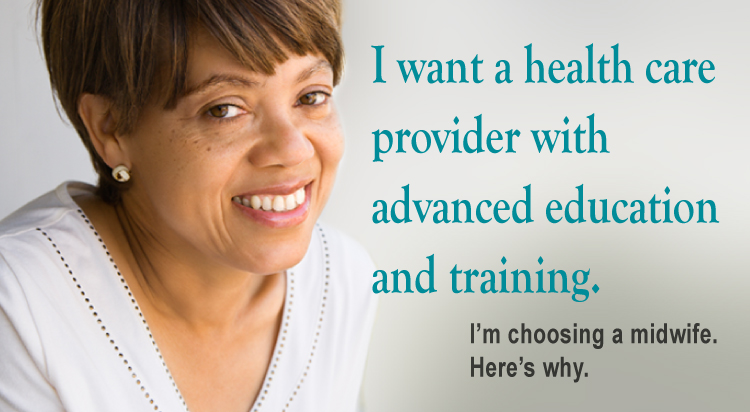 I want a health care
provider with
advanced education
and training.
I’m choosing a midwife.
Here’s why.